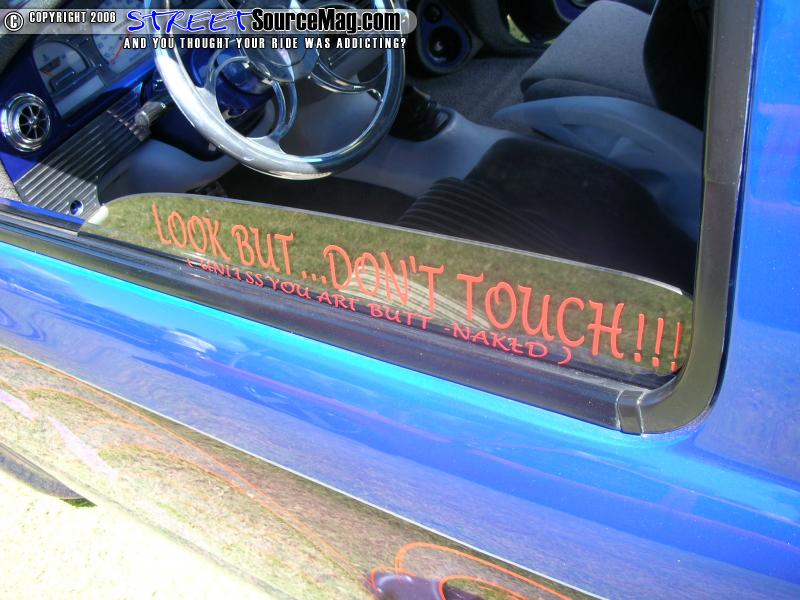 © COPYRIGHT 2006 STREETSOURCEMAG.COM
AND YOU THOUGHT YOUR RIDE WAS ADDICTING?
LOOK BUT...DON'T TOUCH!!!
(UNLESS YOU ARE BUTT-NAKED)